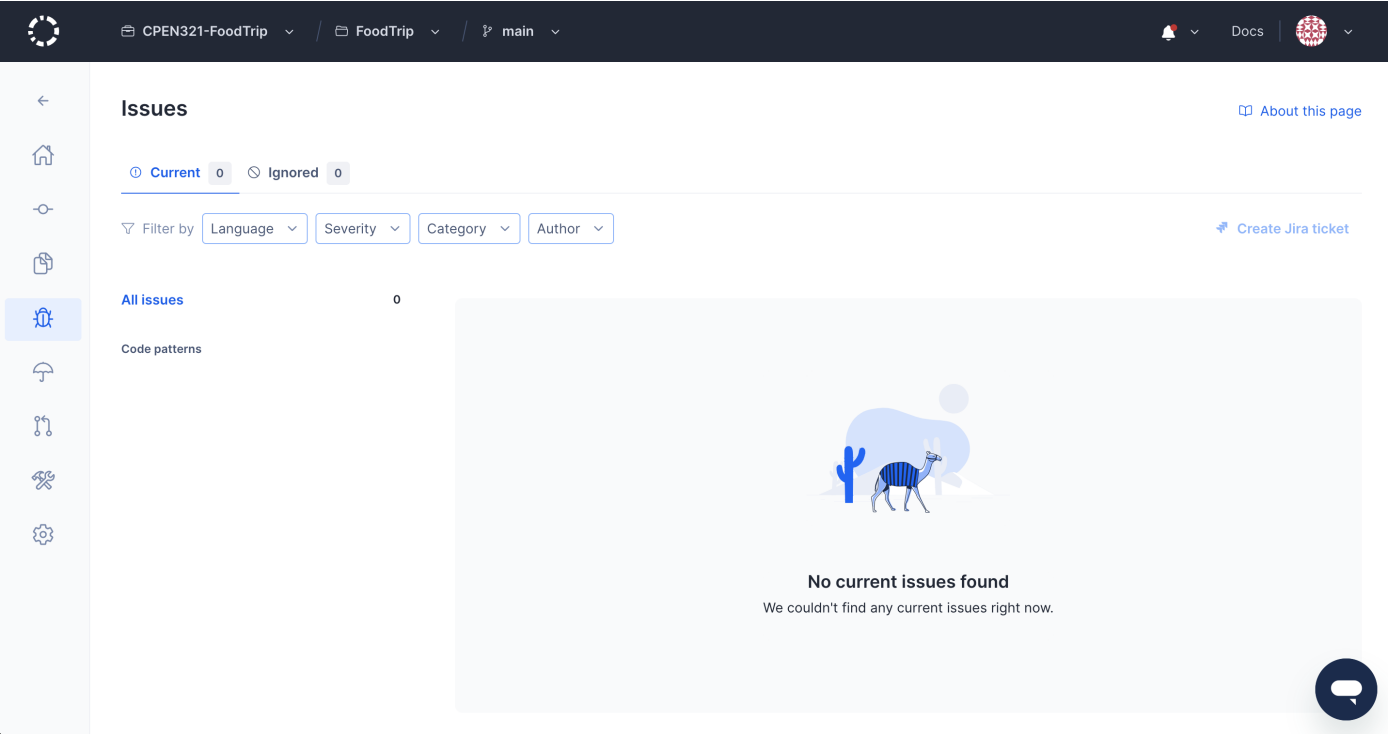 CPEN321-FoodTrip FoodTrip main Docs
Issues
About this page
Current 0 Ignored 0
Filter by Language Severity Category Author Create Jira ticket
All issues 0
Code patterns
No current issues found
We couldn't find any current issues right now.